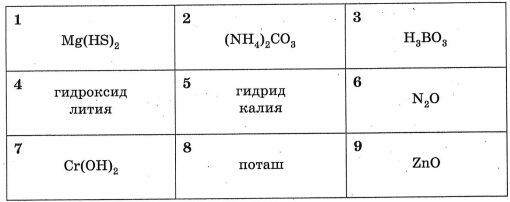 1
Mg(HS)₂
2
(NH₄)₂CO₃
3
H₃BO₃
4
гидроксид
лития
5
гидрид
калия
6
N₂O
7
Cr(OH)₂
8
поташ
9
ZnO